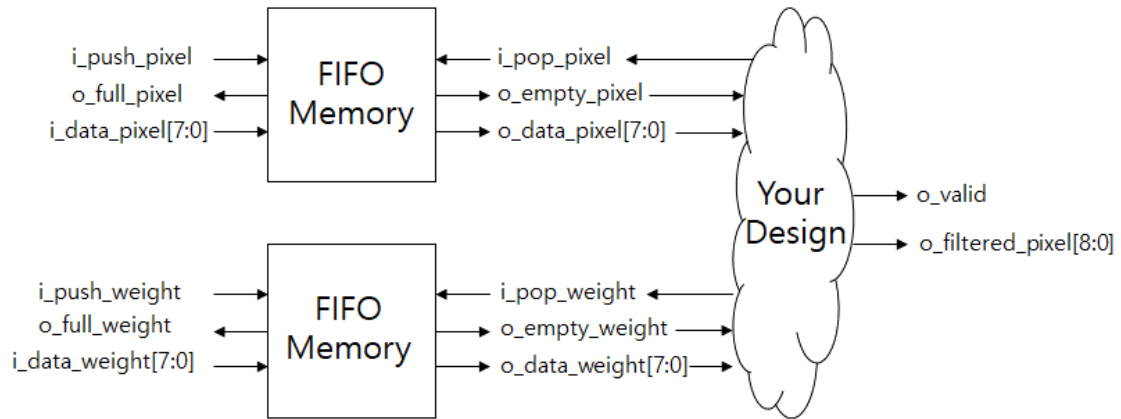 i_push_pixel
o_full_pixel
i_data_pixel[7:0]
FIFO
Memory
i_pop_pixel
o_empty_pixel
o_data_pixel[7:0]
i_push_weight
o_full_weight
i_data_weight[7:0]
FIFO
Memory
i_pop_weight
o_empty_weight
o_data_weight[7:0]
Your
Design
o_valid
o_filtered_pixel[8:0]